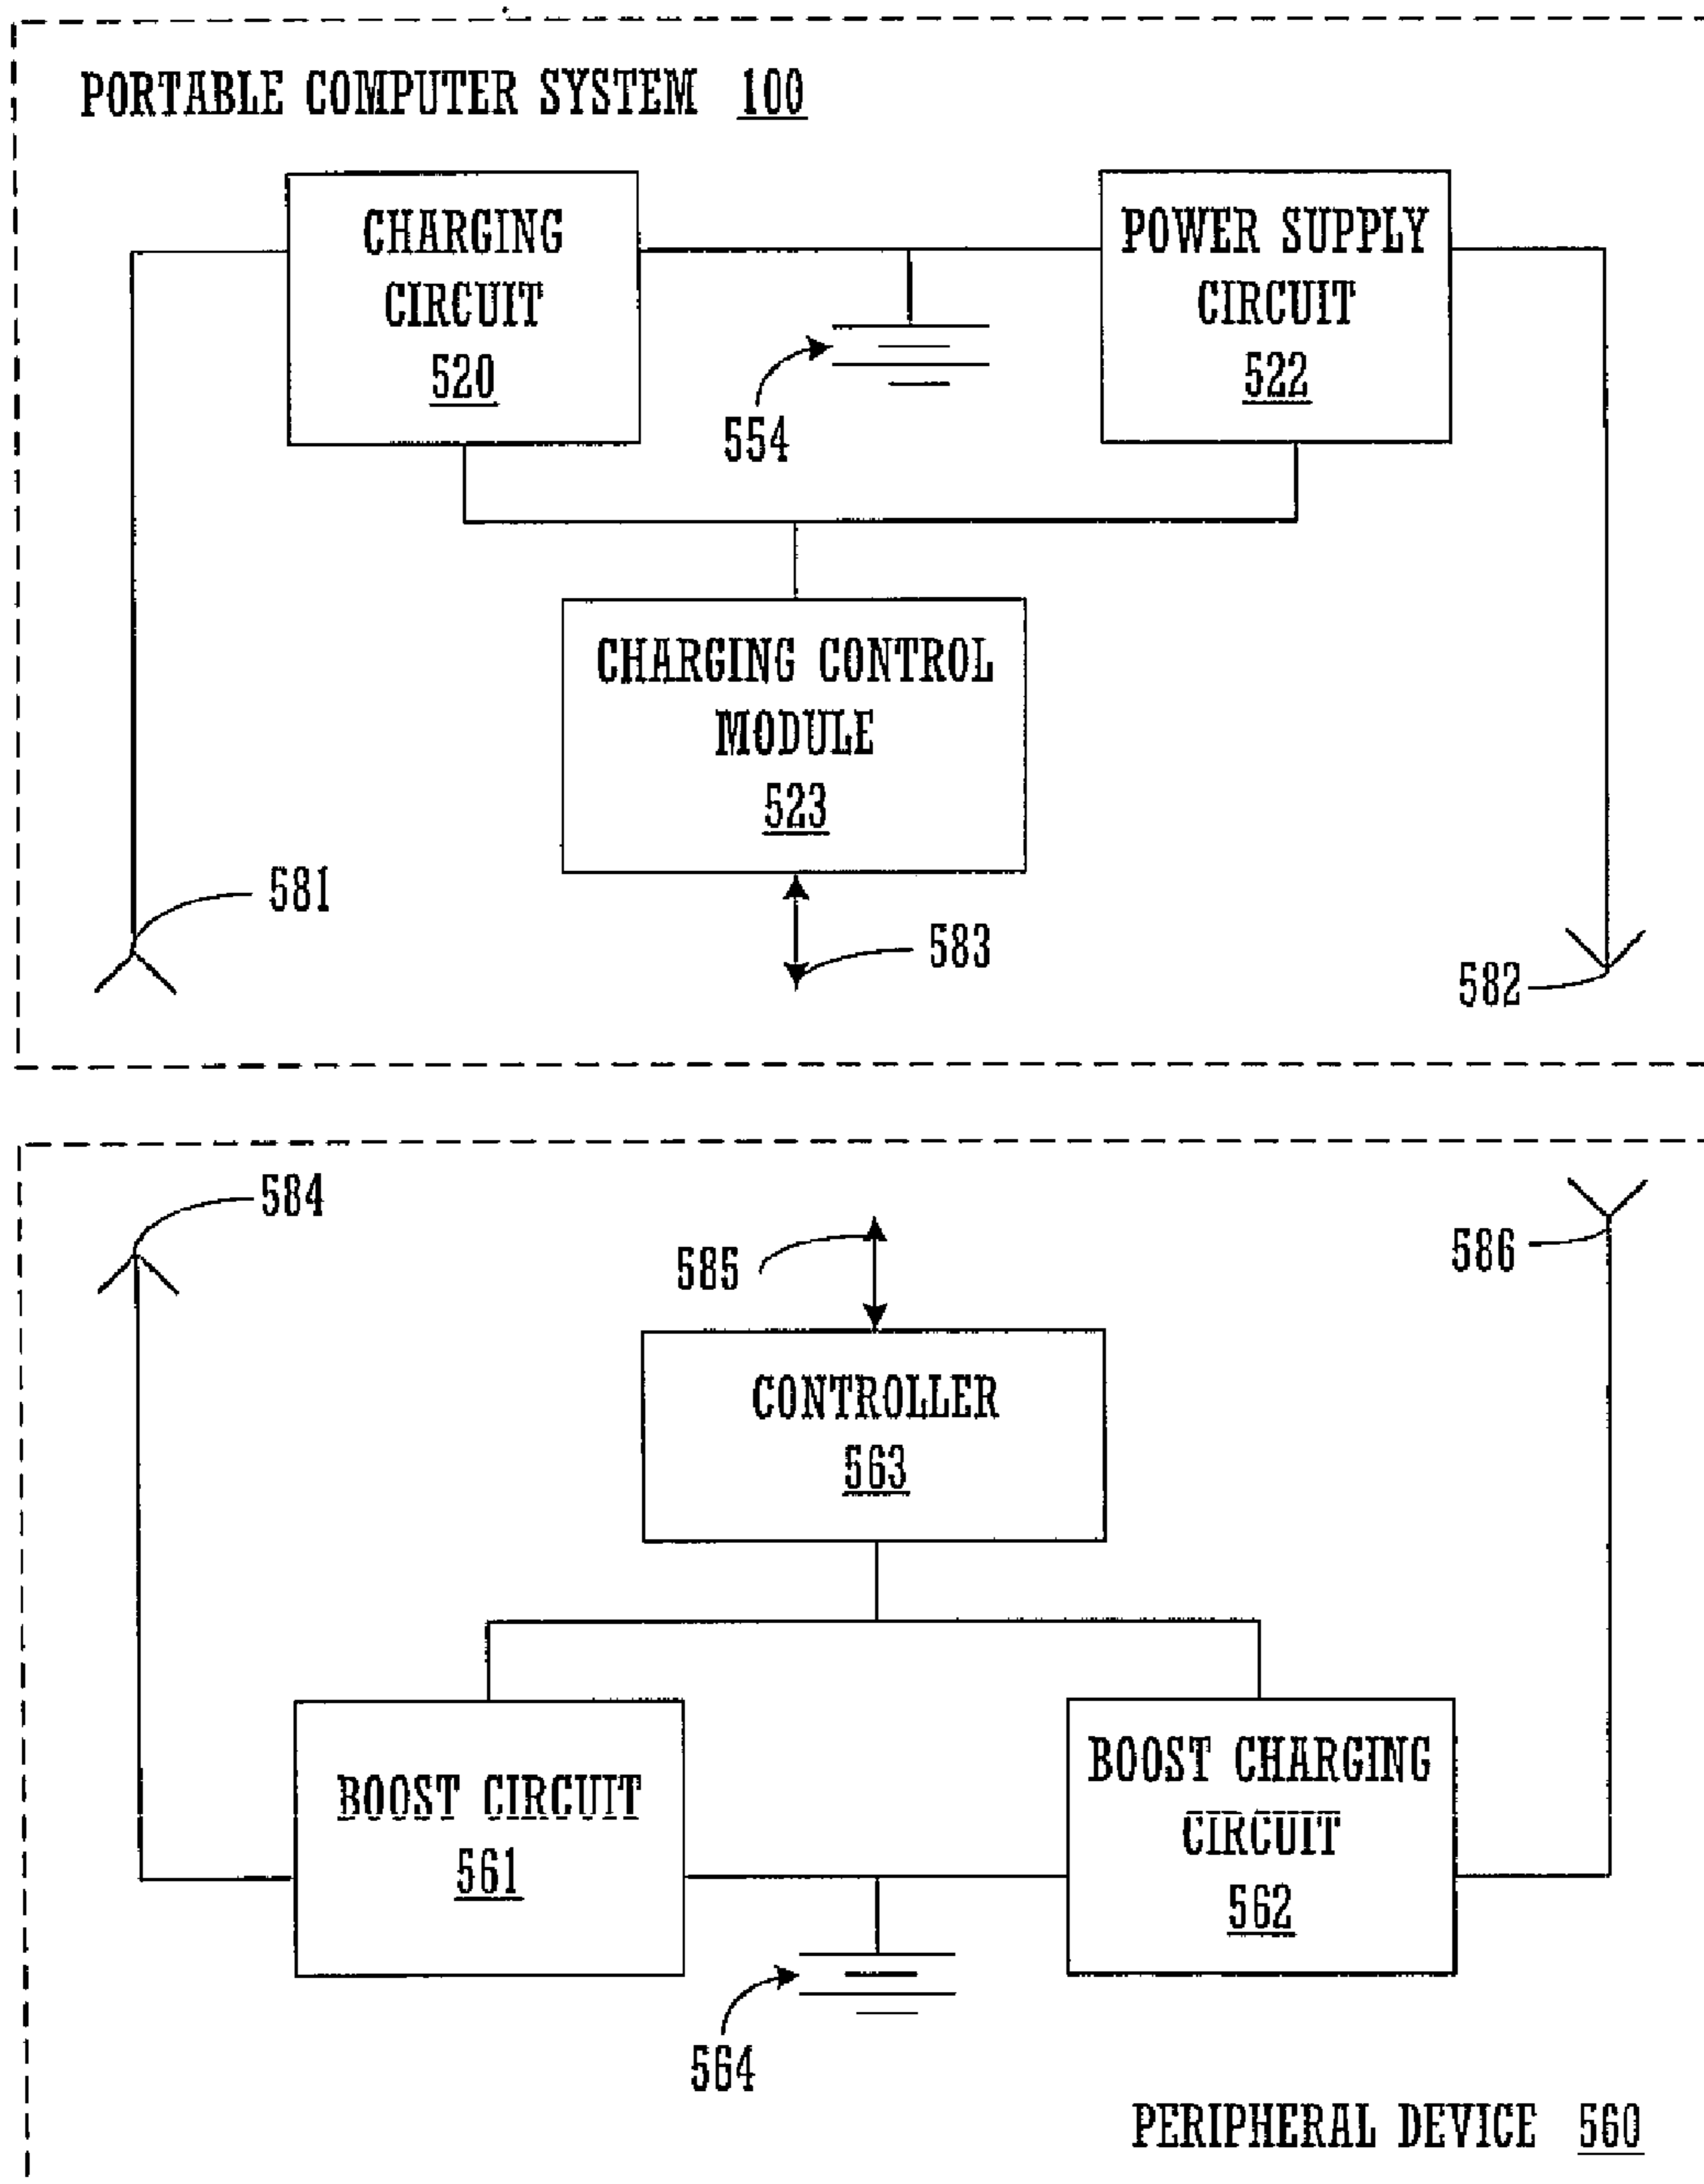 PORTABLE COMPUTER SYSTEM 100
CHARGING
CIRCUIT
520
POWER SUPPLY
CIRCUIT
522
554
CHARGING CONTROL
MODULE
523
581
583
582
584
585
586
CONTROLLER
563
BOOST CIRCUIT
561
BOOST CHARGING
CIRCUIT
562
564
PERIPHERAL DEVICE 560